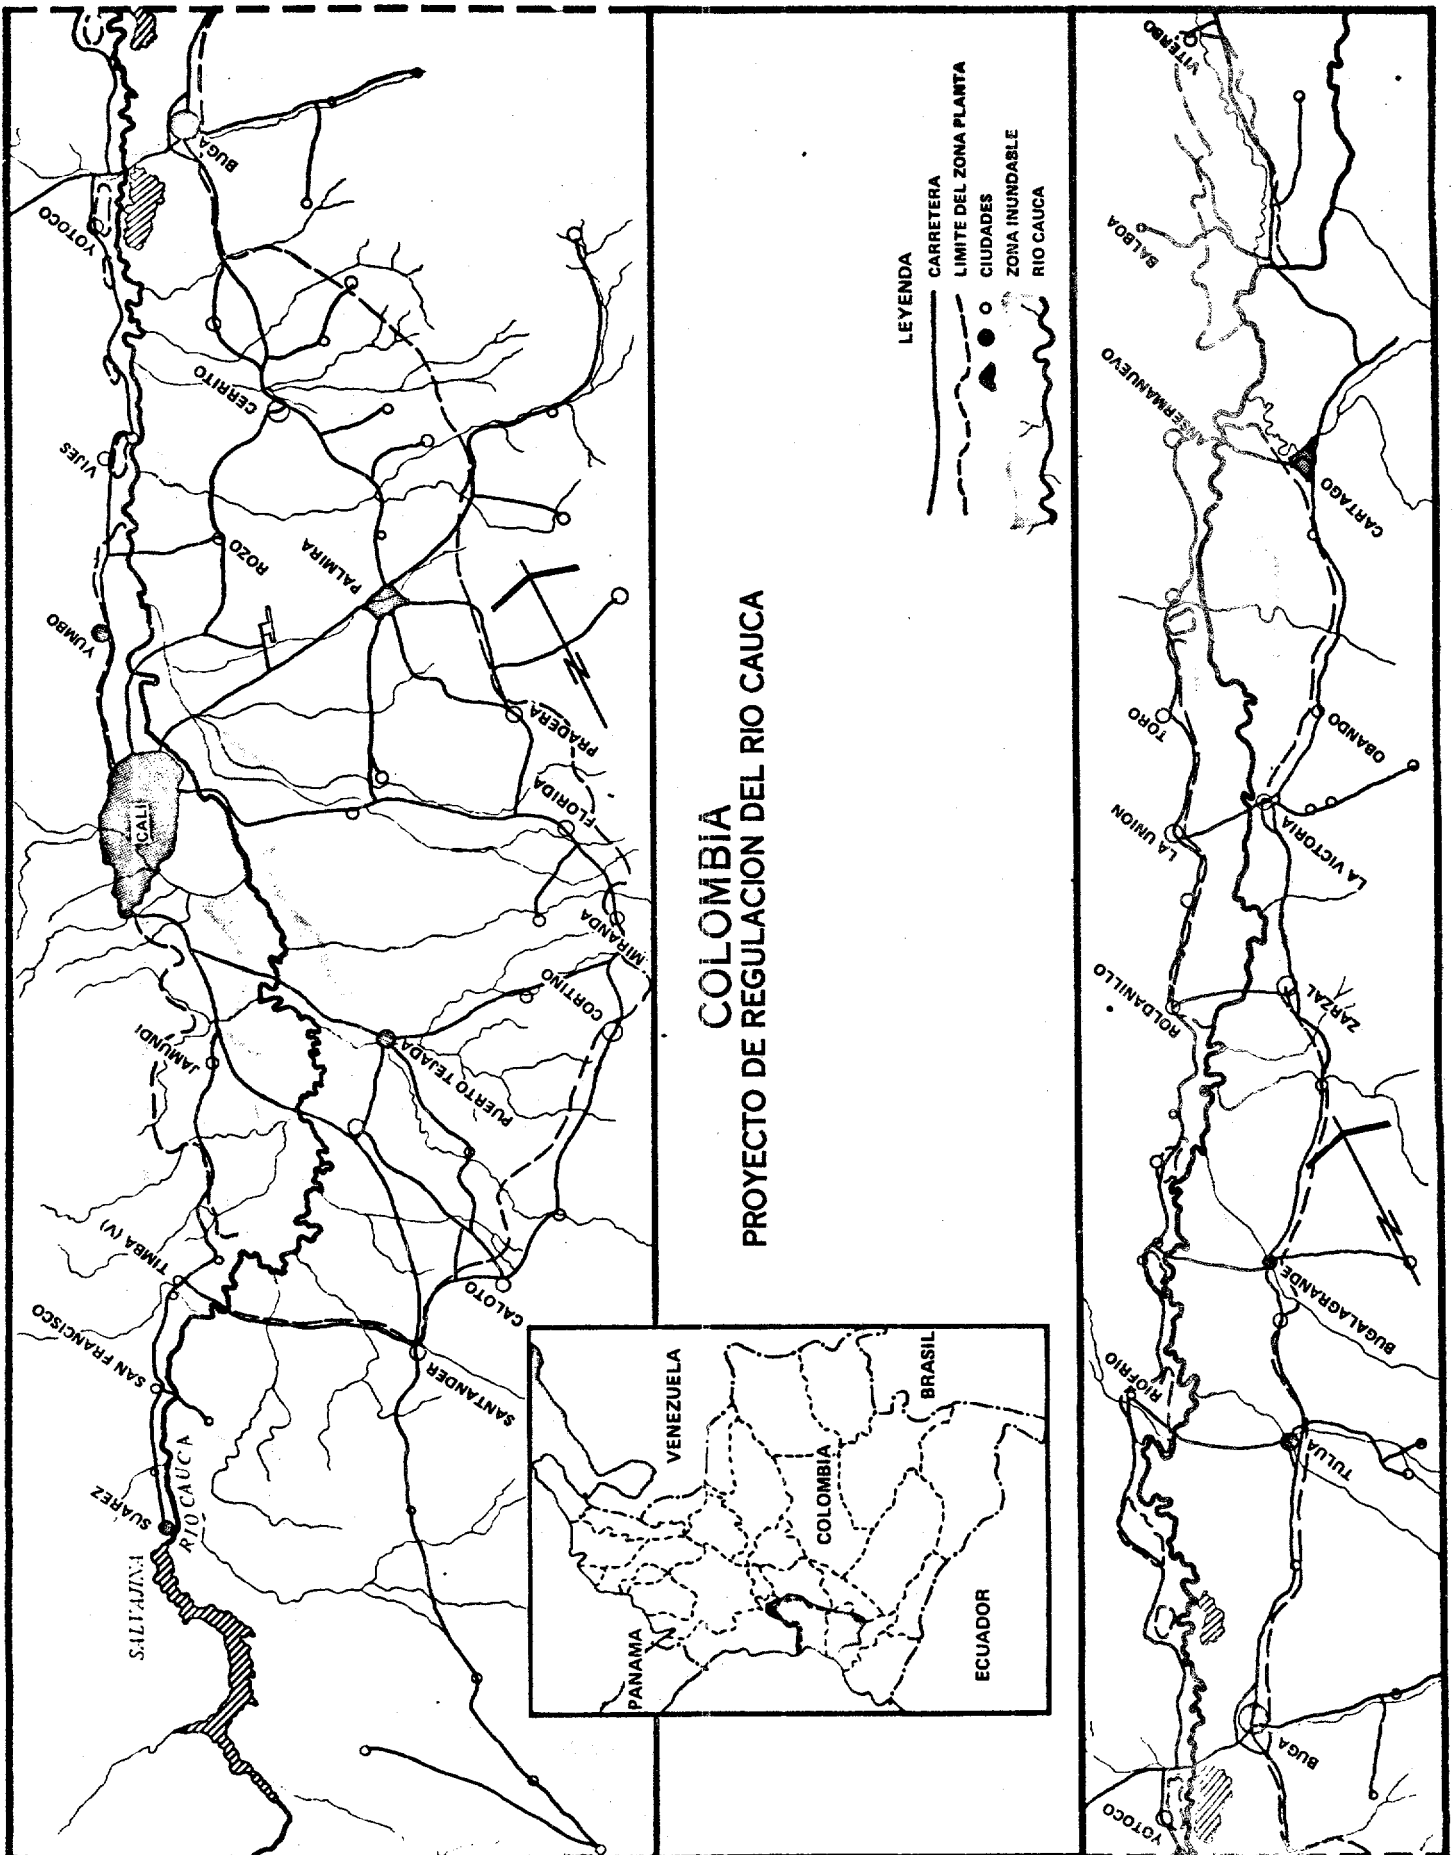 COLOMBIA
PROYECTO DE REGULACION DEL RIO CAUCA
SALVAJINA
SUAREZ
RIO CAUCA
SAN FRANCISCO
TIMBA (V)
SANTANDER
CALOTO
JAMUNDI
PUERTO TEJADA
CORTINO
MIRANDA
CALI
FLORIDA
PRADERA
YUMBO
PALMIRA
ROZO
VIJES
CERRITO
YOTOCO
BUGA
LEYENDA
CARRETERA
LIMITE DEL ZONA PLANTA
CIUDADES
ZONA INUNDABLE
RIO CAUCA
PANAMA
VENEZUELA
COLOMBIA
BRASIL
ECUADOR
YOTOCO
BUGA
RIOFRIO
TULUA
BUGALAGRANDE
ROLDANILLO
ZARZAL
LA UNION
LA VICTORIA
TORO
OBANDO
ANSERMANUEVO
CARTAGO
BALBOA
VITERBO